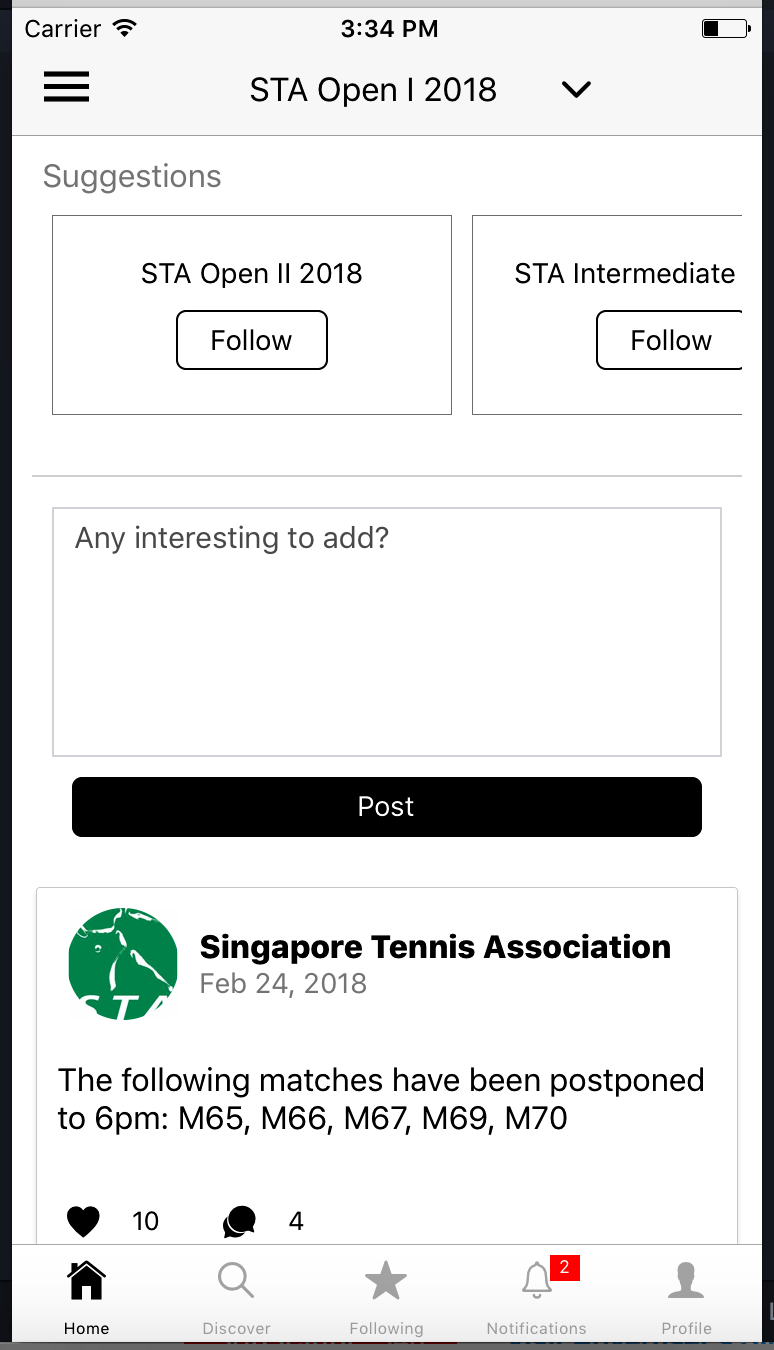 Carrier 3:34 PM
STA Open I 2018
Suggestions
STA Open II 2018
Follow
STA Intermediate
Follow
Any interesting to add?
Post
STA
Singapore Tennis Association
Feb 24, 2018
The following matches have been postponed
to 6pm: M65, M66, M67, M69, M70
10 4
2
Home Discover Following Notifications Profile